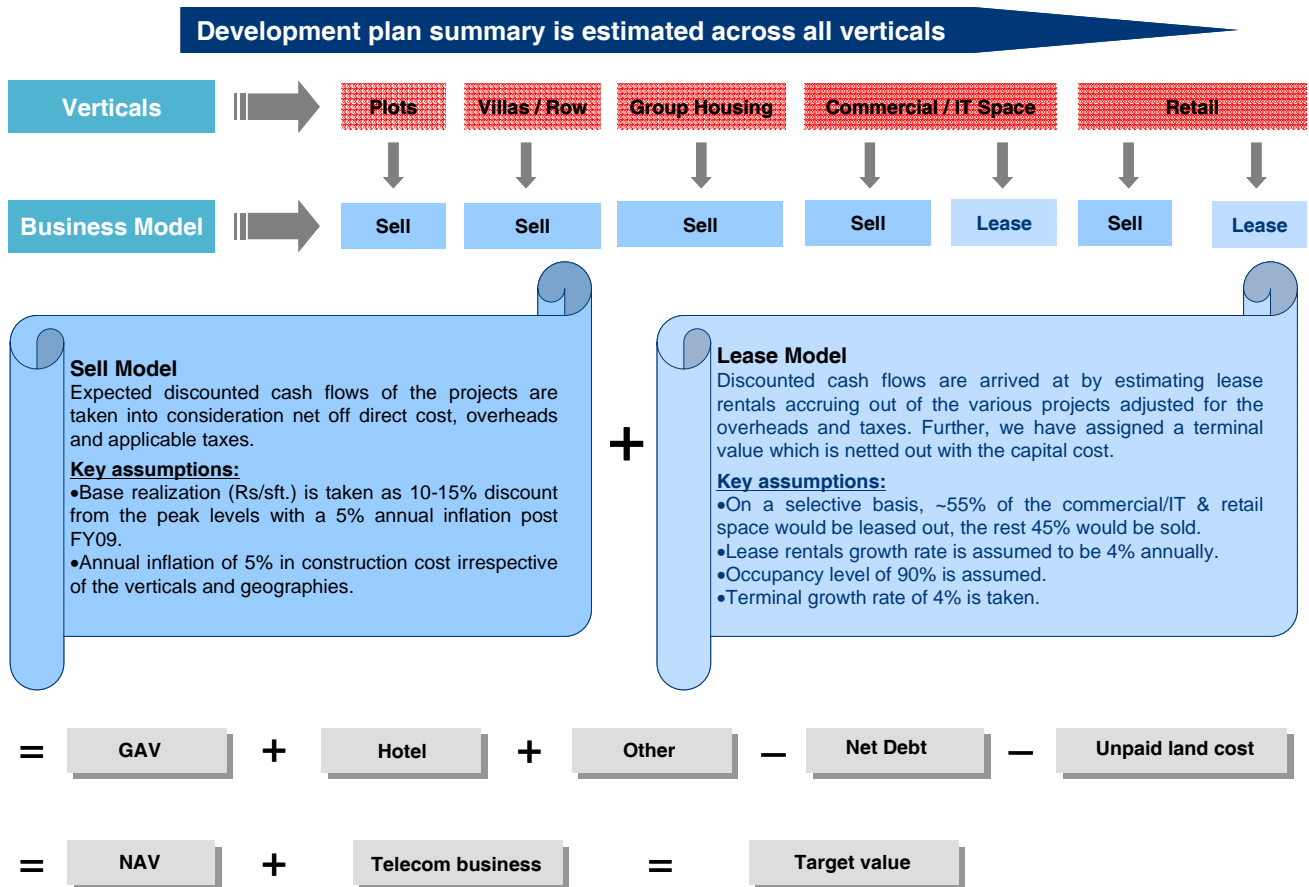 Development plan summary is estimated across all verticals
Verticals
Plots
Villas / Row
Group Housing
Commercial / IT Space
Retail
Business Model
Sell
Sell
Sell
Sell
Lease
Sell
Lease
Sell Model
Expected discounted cash flows of the projects are
taken into consideration net off direct cost, overheads
and applicable taxes.
Key assumptions:
•Base realization (Rs/sft.) is taken as 10-15% discount
from the peak levels with a 5% annual inflation post
FY09.
•Annual inflation of 5% in construction cost irrespective
of the verticals and geographies.
+
Lease Model
Discounted cash flows are arrived at by estimating lease
rentals accruing out of the various projects adjusted for the
overheads and taxes. Further, we have assigned a terminal
value which is netted out with the capital cost.
Key assumptions:
•On a selective basis, ~55% of the commercial/IT & retail
space would be leased out, the rest 45% would be sold.
•Lease rentals growth rate is assumed to be 4% annually.
•Occupancy level of 90% is assumed.
•Terminal growth rate of 4% is taken.
= GAV + Hotel + Other – Net Debt – Unpaid land cost
= NAV + Telecom business = Target value